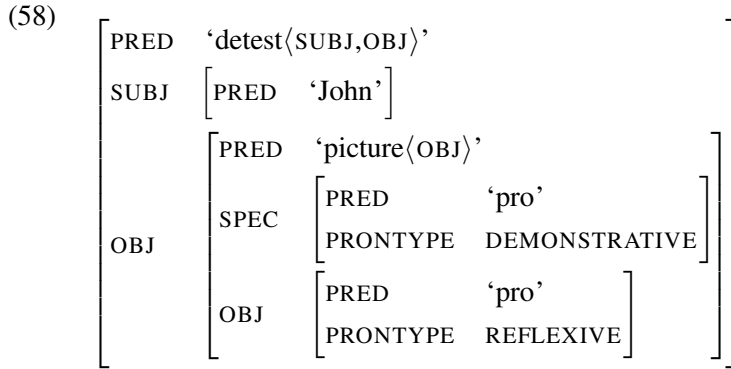 (58)
PRED ‘detest⟨SUBJ,OBJ⟩’
SUBJ [PRED ‘John’]
PRED ‘picture⟨OBJ⟩’
PRED ‘pro’
SPEC
PRONTYPE DEMONSTRATIVE
OBJ
PRED ‘pro’
OBJ
PRONTYPE REFLEXIVE